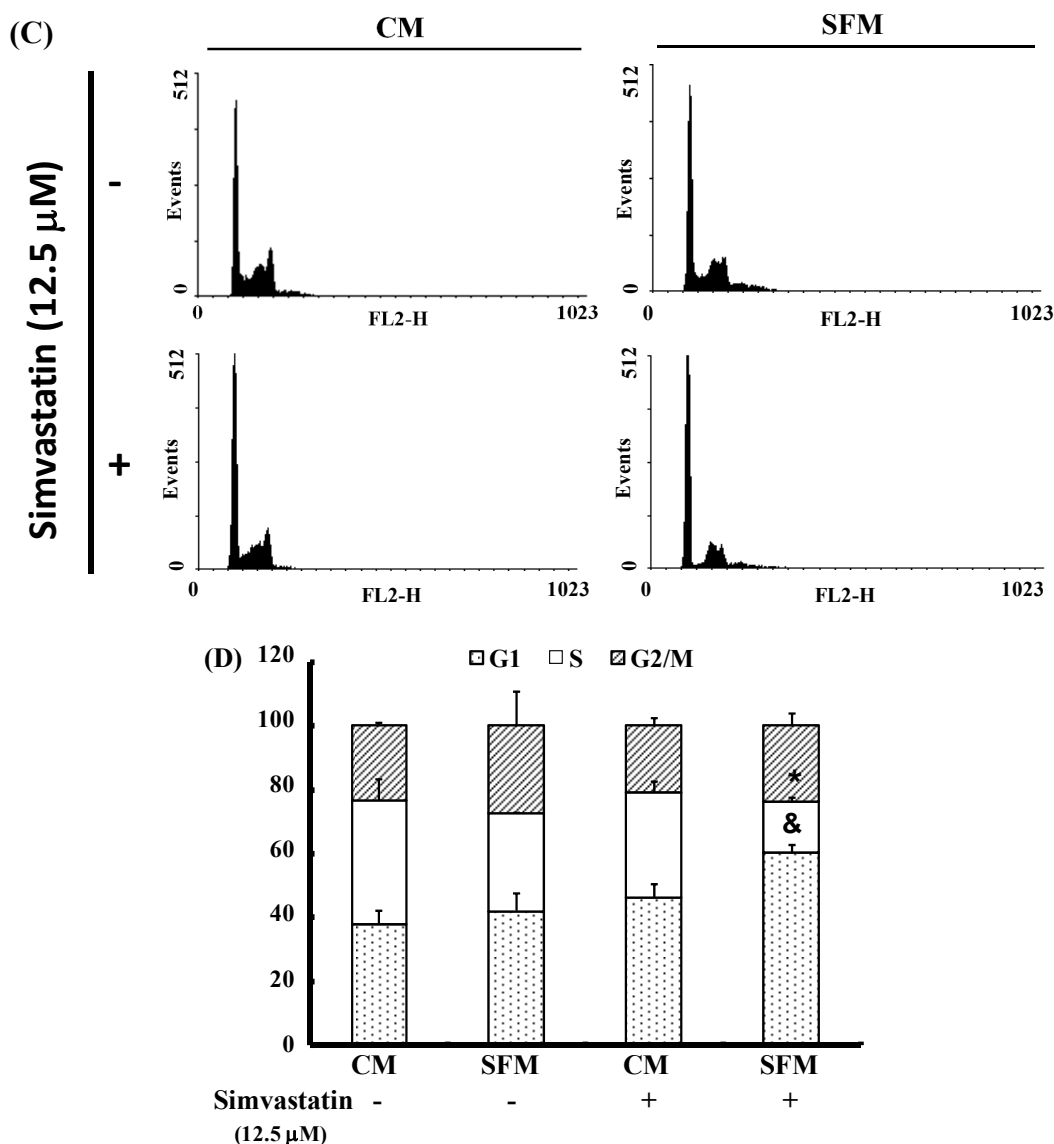 (C)
CM
SFM
Simvastatin (12.5 µM)
-
512
Events
0
0
FL2-H
1023
512
Events
0
0
FL2-H
1023
+
512
Events
0
0
FL2-H
1023
512
Events
0
0
FL2-H
1023
(D)
G1 S G2/M
120
100
80
60
40
20
0
*
&
CM SFM CM SFM
Simvastatin - - + +
(12.5 µM)